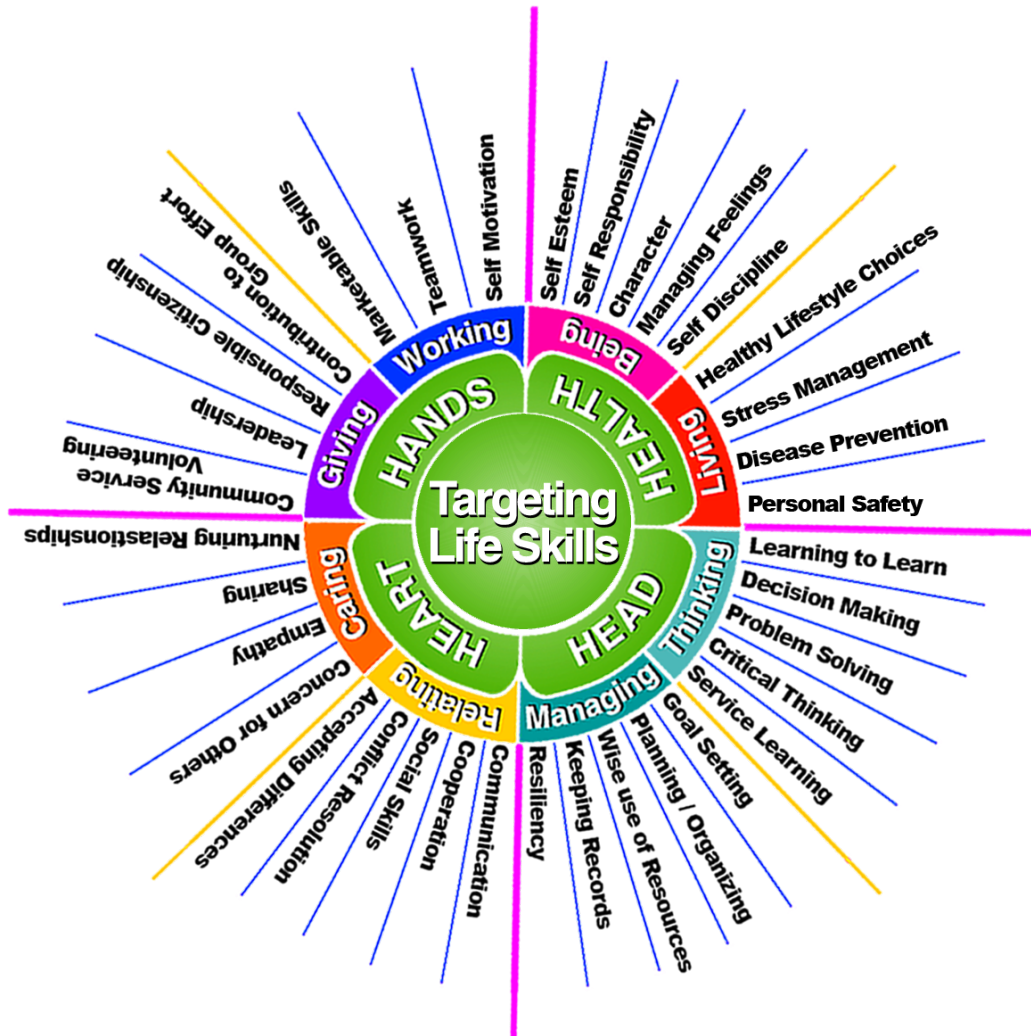 Targeting
Life Skills
HEALTH
Being
Self Esteem
Self Responsibility
Character
Managing Feelings
Self Discipline
Living
Healthy Lifestyle Choices
Stress Management
Disease Prevention
Personal Safety
HEAD
Thinking
Learning to Learn
Decision Making
Problem Solving
Critical Thinking
Service Learning
Managing
Goal Setting
Planning / Organizing
Wise use of Resources
Keeping Records
Resiliency
HEART
Relating
Communication
Cooperation
Social Skills
Conflict Resolution
Accepting Differences
Caring
Concern for Others
Empathy
Sharing
Nurturing Relastionships
HANDS
Giving
Community Service
Volunteering
Leadership
Responsible Citizenship
Contribution to
Group Effort
Working
Marketable Skills
Teamwork
Self Motivation